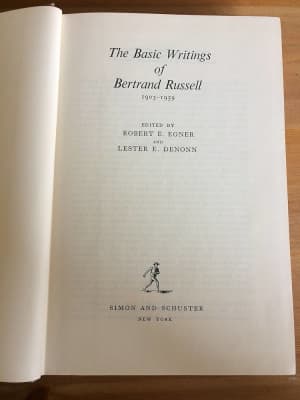 The Basic Writings
of
Bertrand Russell
1903-1959
EDITED BY
ROBERT E. EGNER
AND
LESTER E. DENONN
SIMON AND SCHUSTER
NEW YORK